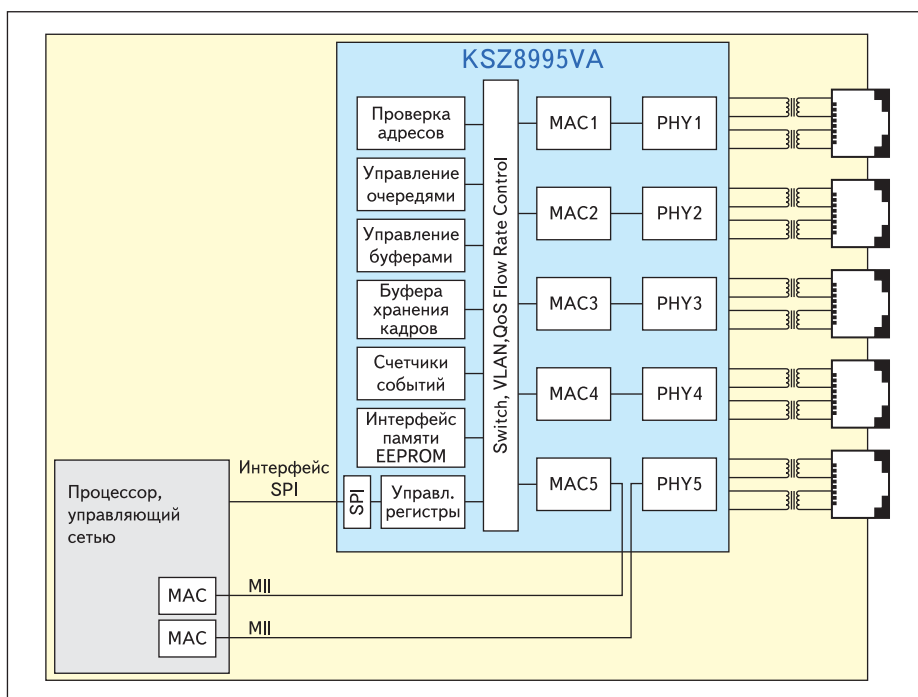 KSZ8995VA
Проверка
адресов
Управление
очередями
Управление
буферами
Буфера
хранения
кадров
Счетчики
событий
Интерфейс
памяти
EEPROM
SPI
Управл.
регистры
Switch, VLAN,QoS Flow Rate Control
MAC1
PHY1
MAC2
PHY2
MAC3
PHY3
MAC4
PHY4
MAC5
PHY5
Интерфейс
SPI
Процессор,
управляющий
сетью
MAC
MII
MAC
MII